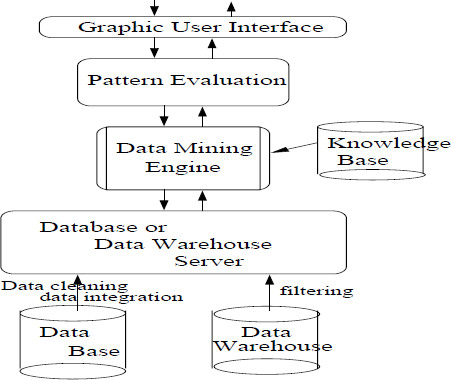 Graphic User Interface
Pattern Evaluation
Data Mining
Engine
Knowledge
Base
Database or
Data Warehouse
Server
Data cleaning
data integration
filtering
Data
Base
Data
Warehouse